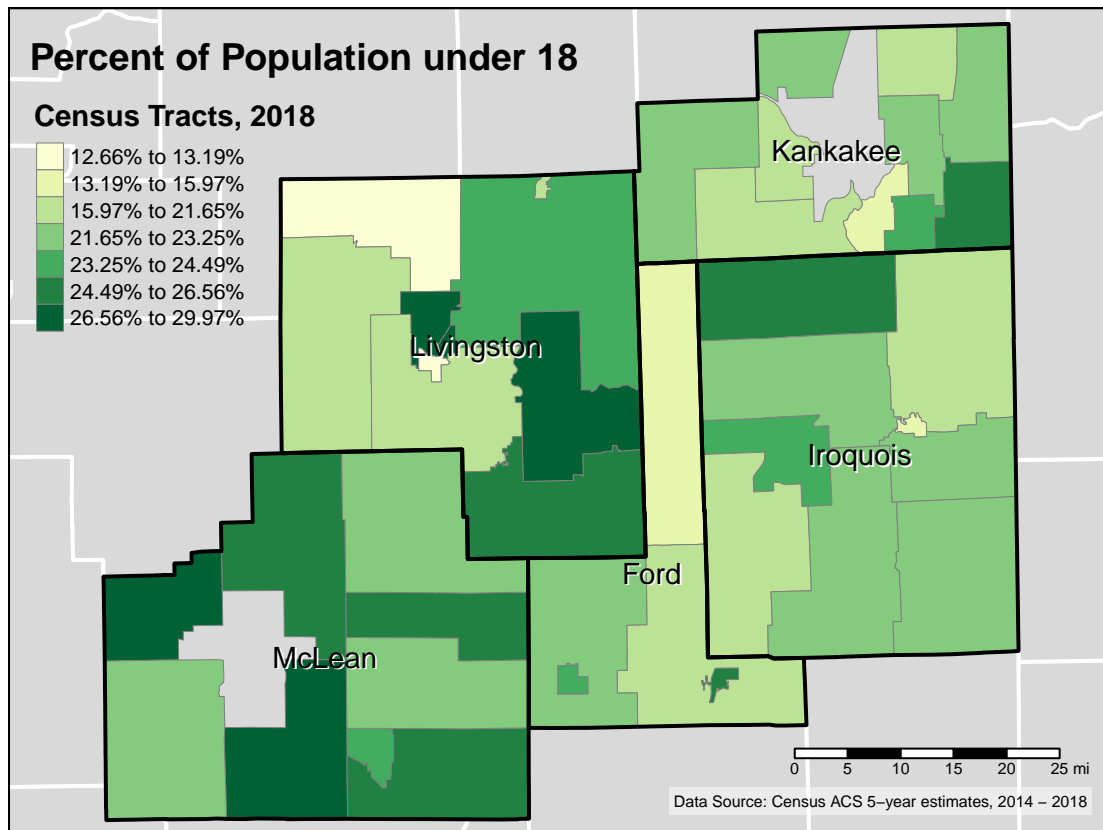 Percent of Population under 18
Census Tracts, 2018
12.66% to 13.19%
13.19% to 15.97%
15.97% to 21.65%
21.65% to 23.25%
23.25% to 24.49%
24.49% to 26.56%
26.56% to 29.97%
Kankakee
Livingston
Iroquois
Ford
McLean
0 5 10 15 20 25 mi
Data Source: Census ACS 5−year estimates, 2014 − 2018